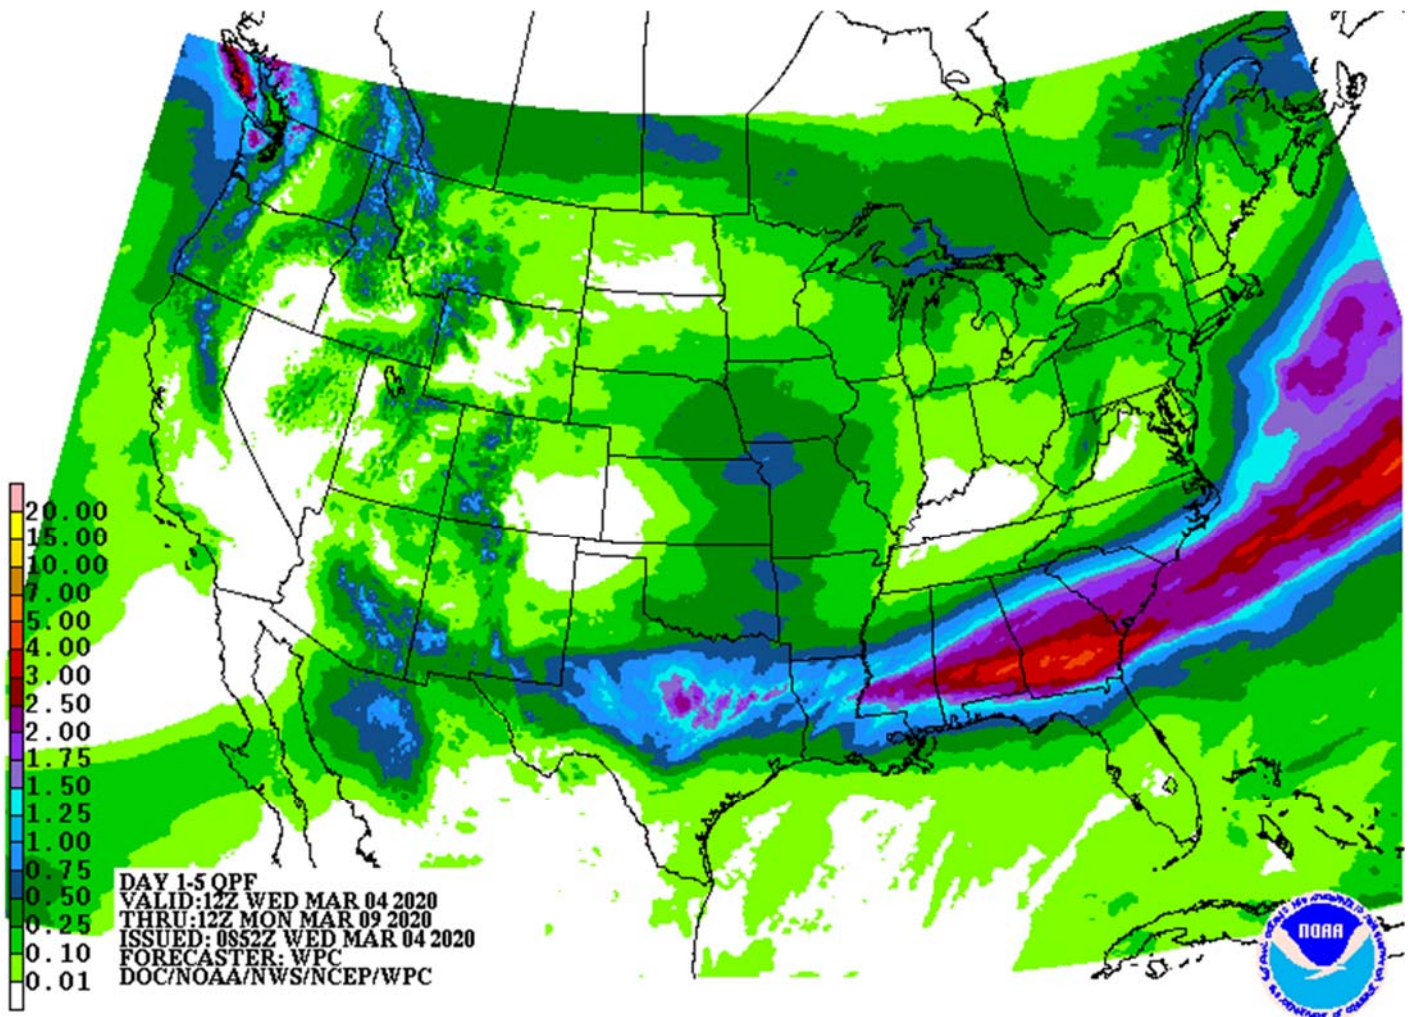 20.00
15.00
10.00
7.00
5.00
4.00
3.00
2.50
2.00
1.75
1.50
1.25
1.00
0.75
0.50
0.25
0.10
0.01
DAY 1-5 QPF
VALID:12Z WED MAR 04 2020
THRU:12Z MON MAR 09 2020
ISSUED: 0852Z WED MAR 04 2020
FORECASTER: WPC
DOC/NOAA/NWS/NCEP/WPC
NOAA